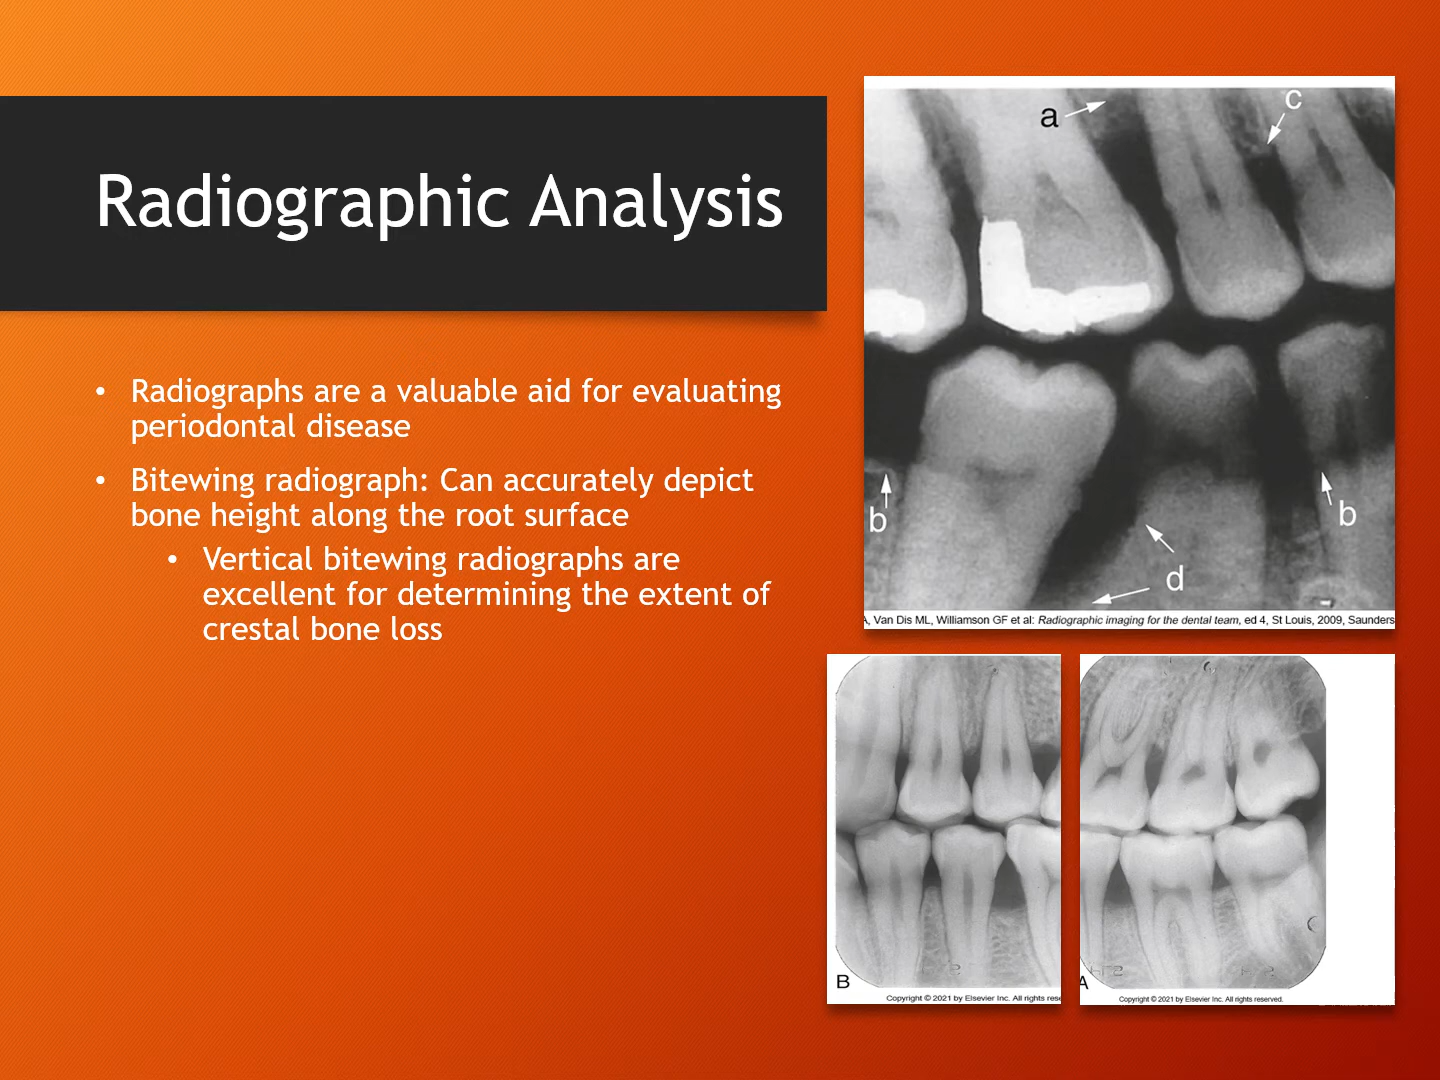 Radiographic Analysis
• Radiographs are a valuable aid for evaluating
periodontal disease
• Bitewing radiograph: Can accurately depict
bone height along the root surface
• Vertical bitewing radiographs are
excellent for determining the extent of
crestal bone loss
a
c
b
b
d
, Van Dis ML, Williamson GF et al: Radiographic imaging for the dental team, ed 4, St Louis, 2009, Saunders
B
Copyright © 2021 by Elsevier Inc. All rights rese
A
Copyright © 2021 by Elsevier Inc. All rights reserved.